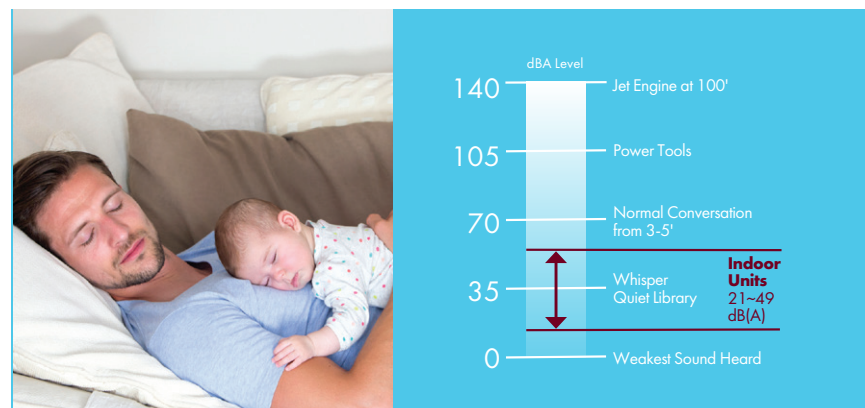 dBA Level
140
Jet Engine at 100'
105
Power Tools
70
Normal Conversation
from 3-5'
35
Whisper
Quiet Library
Indoor
Units
21~49
dB(A)
0
Weakest Sound Heard